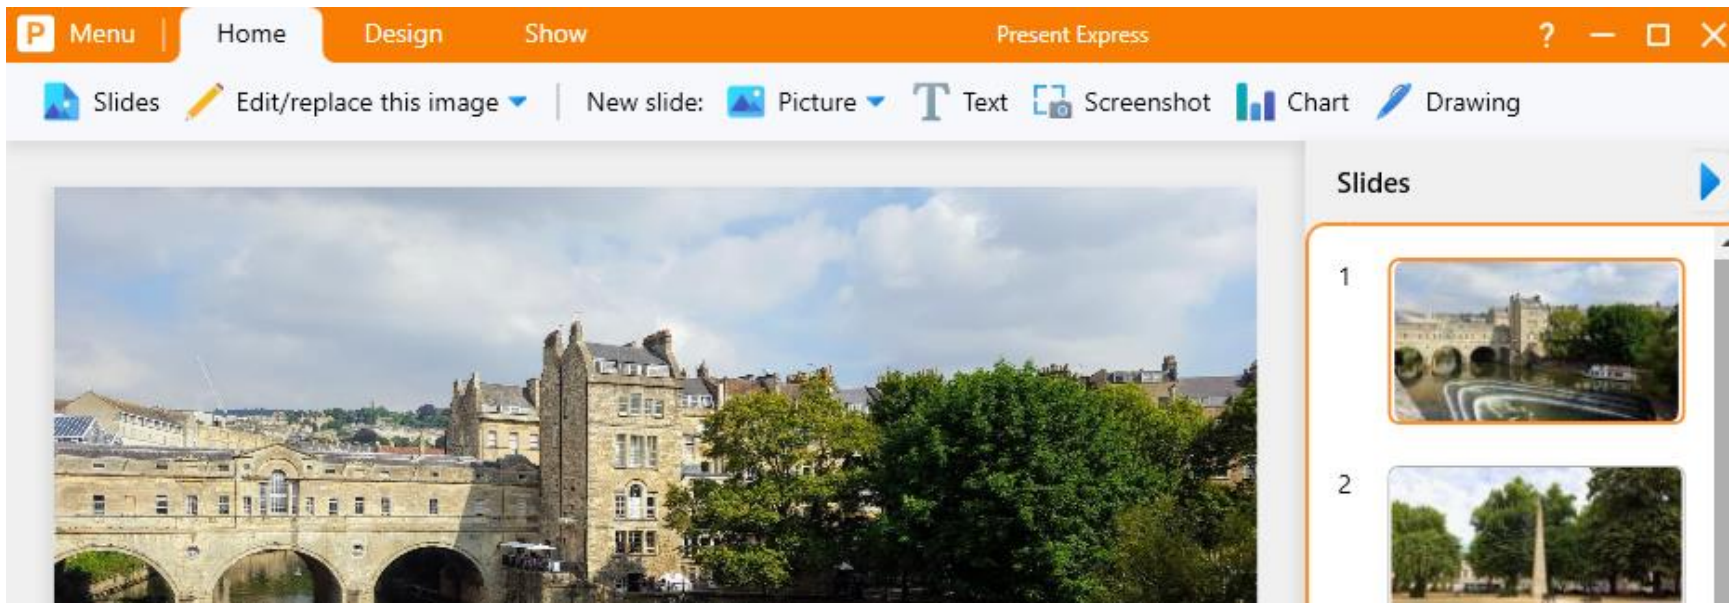 P Menu Home Design Show Present Express ?
Slides Edit/replace this image New slide: Picture T Text Screenshot Chart Drawing
Slides
1
2